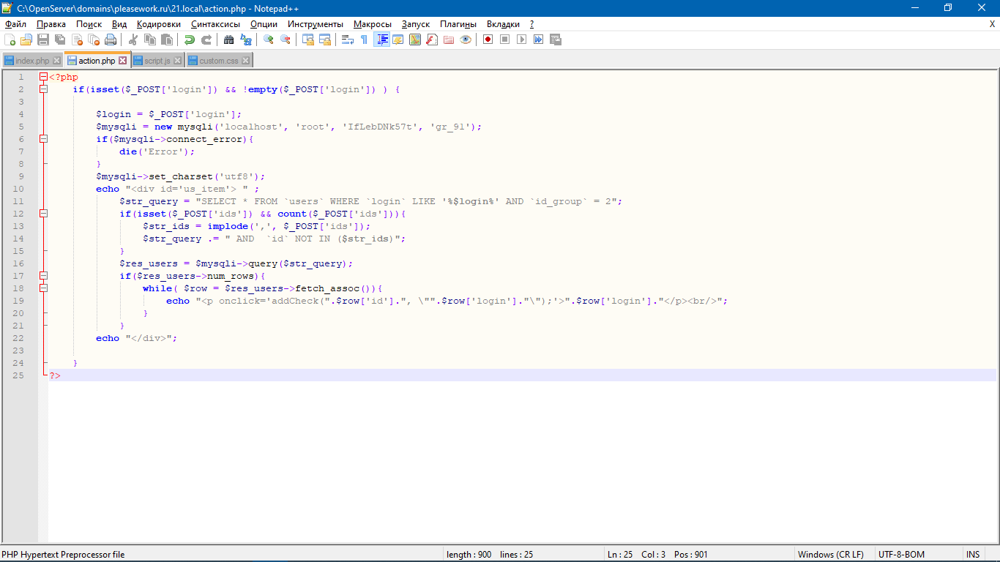 C:\OpenServer\domains\pleasework.ru\21.local\action.php - Notepad++
Файл Правка Поиск Вид Кодировки Синтаксисы Опции Инструменты Макросы Запуск Плагины Вкладки ? X
index.php action.php script.js custom.css
1 <?php
2 if(isset($_POST['login']) && !empty($_POST['login']) ) {
3
4 $login = $_POST['login'];
5 $mysqli = new mysqli('localhost', 'root', 'IfLebDNk57t', 'gr_91');
6 if($mysqli->connect_error){
7 die('Error');
8 }
9 $mysqli->set_charset('utf8');
10 echo "<div id='us_item'> " ;
11 $str_query = "SELECT * FROM `users` WHERE `login` LIKE '%$login%' AND `id_group` = 2";
12 if(isset($_POST['ids']) && count($_POST['ids'])){
13 $str_ids = implode(',', $_POST['ids']);
14 $str_query .= " AND  `id` NOT IN ($str_ids)";
15 }
16 $res_users = $mysqli->query($str_query);
17 if($res_users->num_rows){
18 while( $row = $res_users->fetch_assoc()){
19 echo "<p onclick='addCheck(".$row['id'].", \"".$row['login']."\");'>".$row['login']."</p><br/>";
20 }
21 }
22 echo "</div>";
23
24 }
25 ?>
PHP Hypertext Preprocessor file length : 900 lines : 25 Ln : 25 Col : 3 Pos : 901 Windows (CR LF) UTF-8-BOM INS